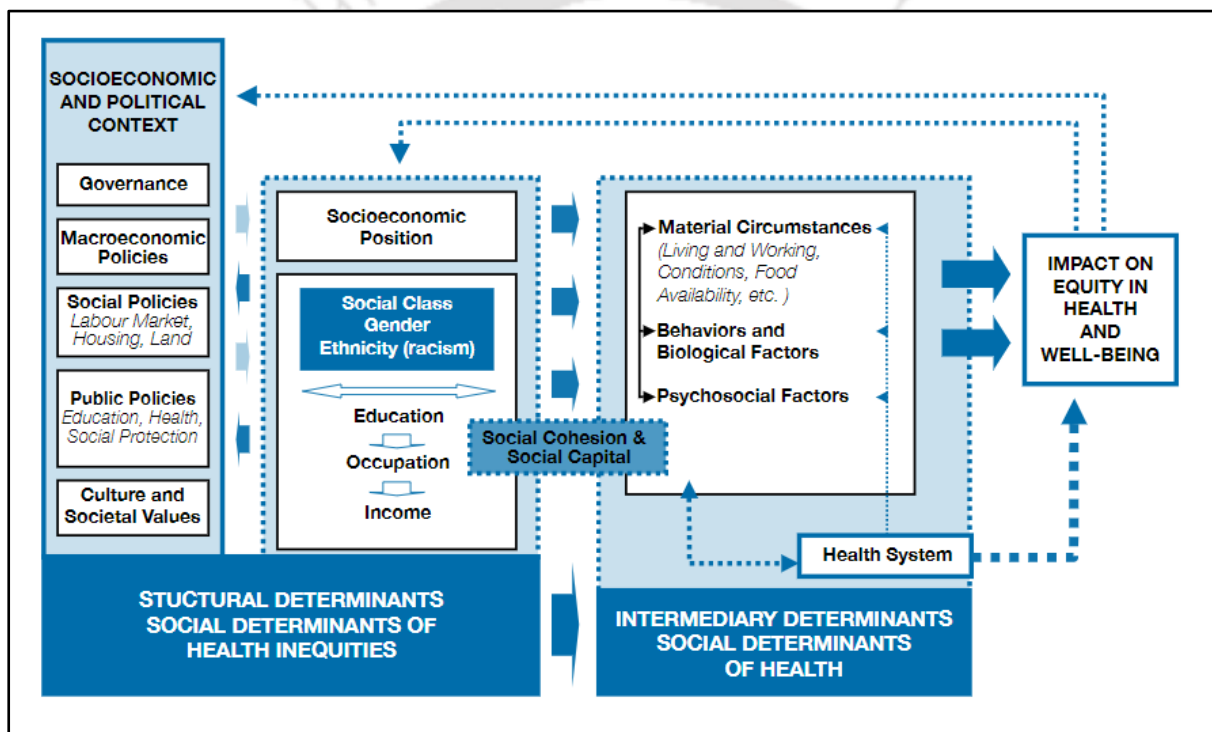 SOCIOECONOMIC
AND POLITICAL
CONTEXT
Governance
Macroeconomic
Policies
Social Policies
Labour Market,
Housing, Land
Public Policies
Education, Health,
Social Protection
Culture and
Societal Values
Socioeconomic
Position
Social Class
Gender
Ethnicity (racism)
Education
Occupation
Income
Social Cohesion &
Social Capital
Material Circumstances
(Living and Working,
Conditions, Food
Availability, etc. )
Behaviors and
Biological Factors
Psychosocial Factors
Health System
IMPACT ON
EQUITY IN
HEALTH
AND
WELL-BEING
STUCTURAL DETERMINANTS
SOCIAL DETERMINANTS OF
HEALTH INEQUITIES
INTERMEDIARY DETERMINANTS
SOCIAL DETERMINANTS
OF HEALTH